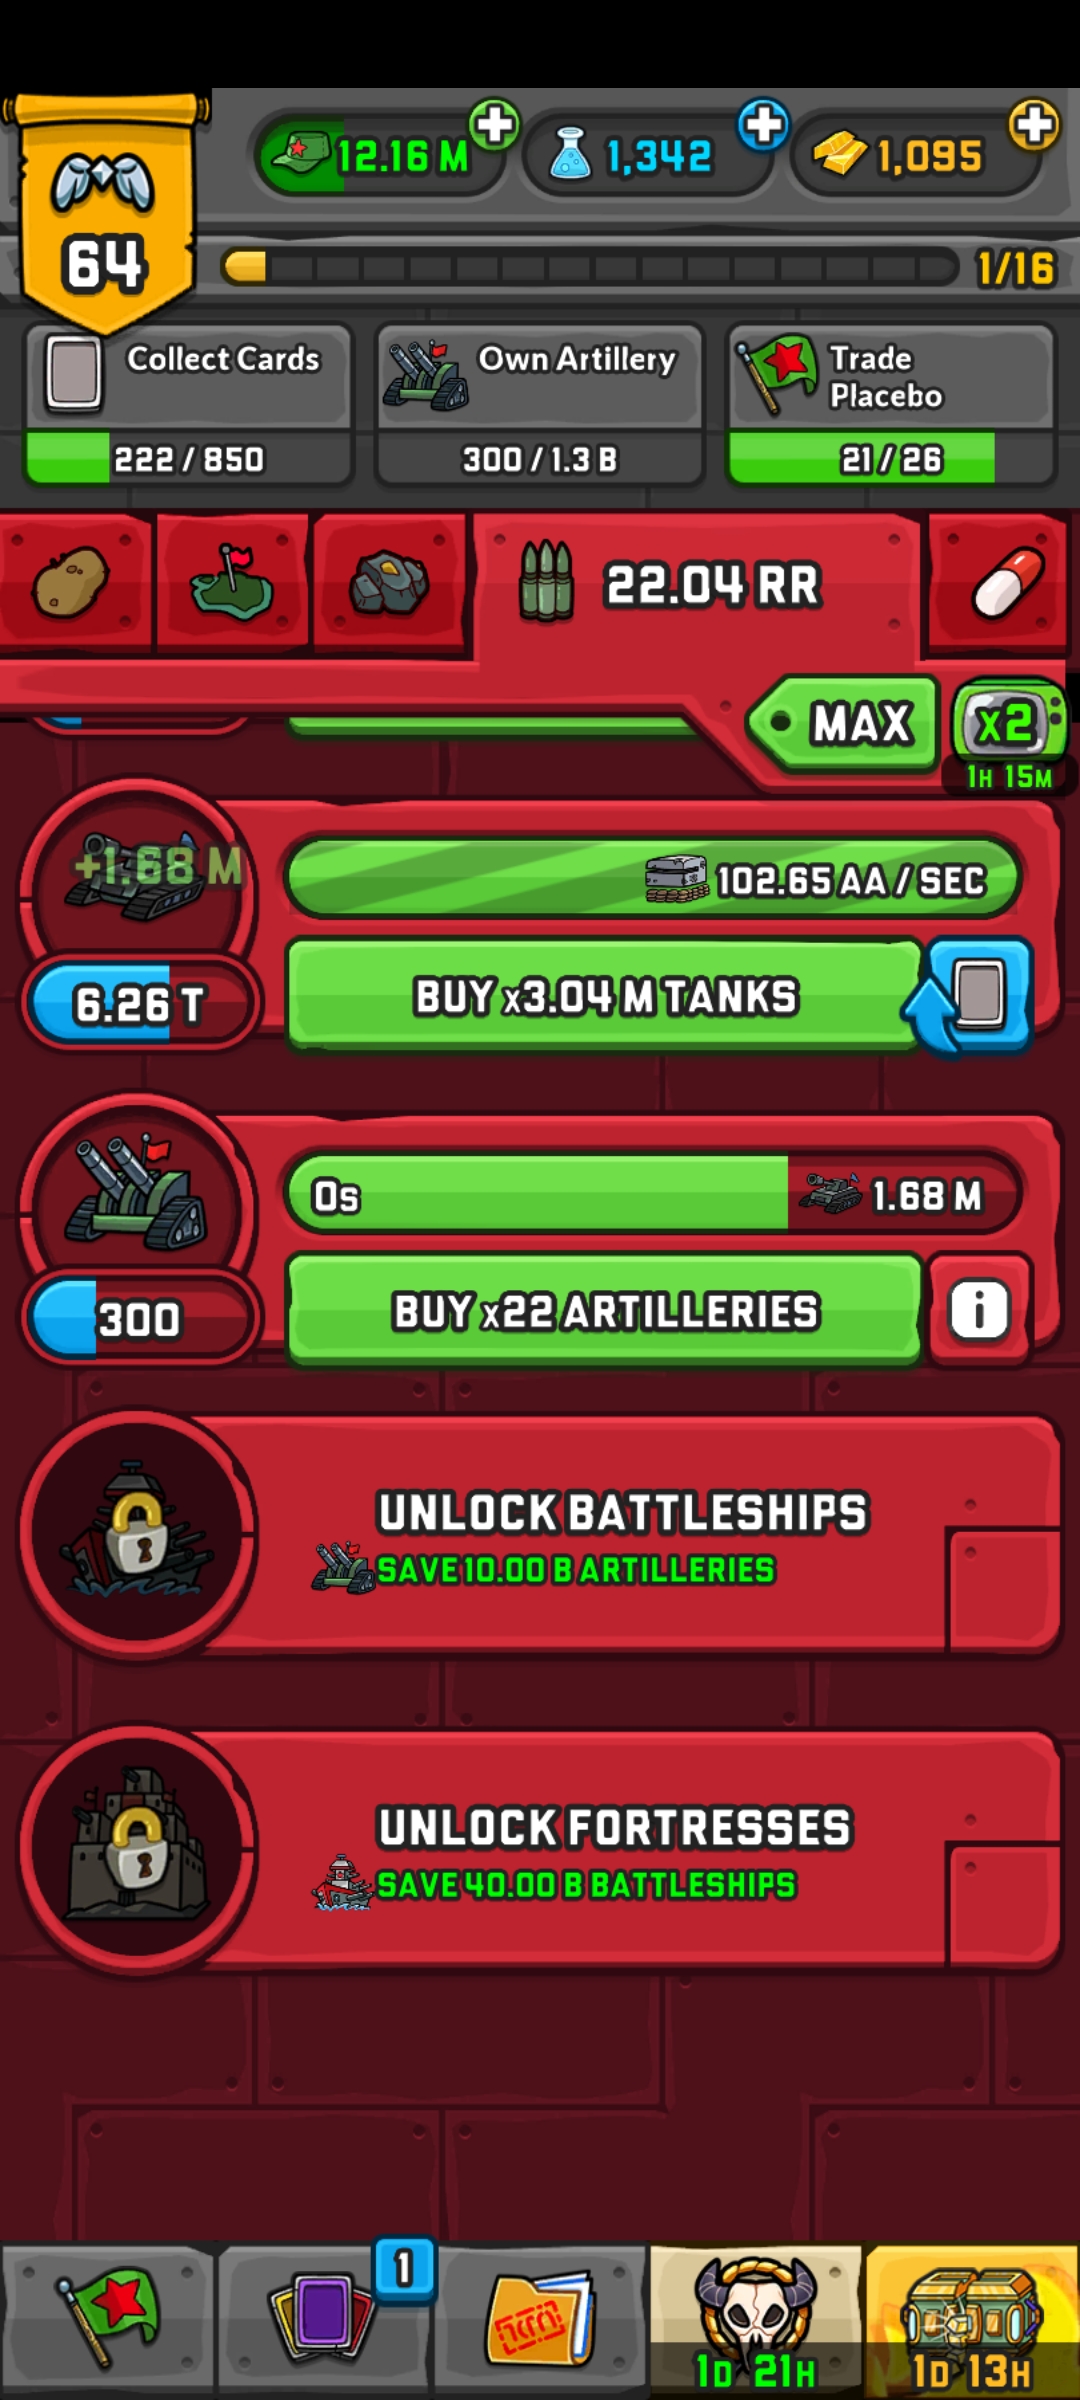 12.16 M
1,342
1,095
64
1/16
Collect Cards
Own Artillery
Trade
Placebo
222 / 850
300 / 1.3 B
21 / 26
22.04 RR
MAX
x2
1H 15M
+1.68 M
102.65 AA / SEC
6.26 T
BUY x3.04 M TANKS
0s
1.68 M
300
BUY x22 ARTILLERIES
i
UNLOCK BATTLESHIPS
SAVE 10.00 B ARTILLERIES
UNLOCK FORTRESSES
SAVE 40.00 B BATTLESHIPS
1
1D 21H
1D 13H